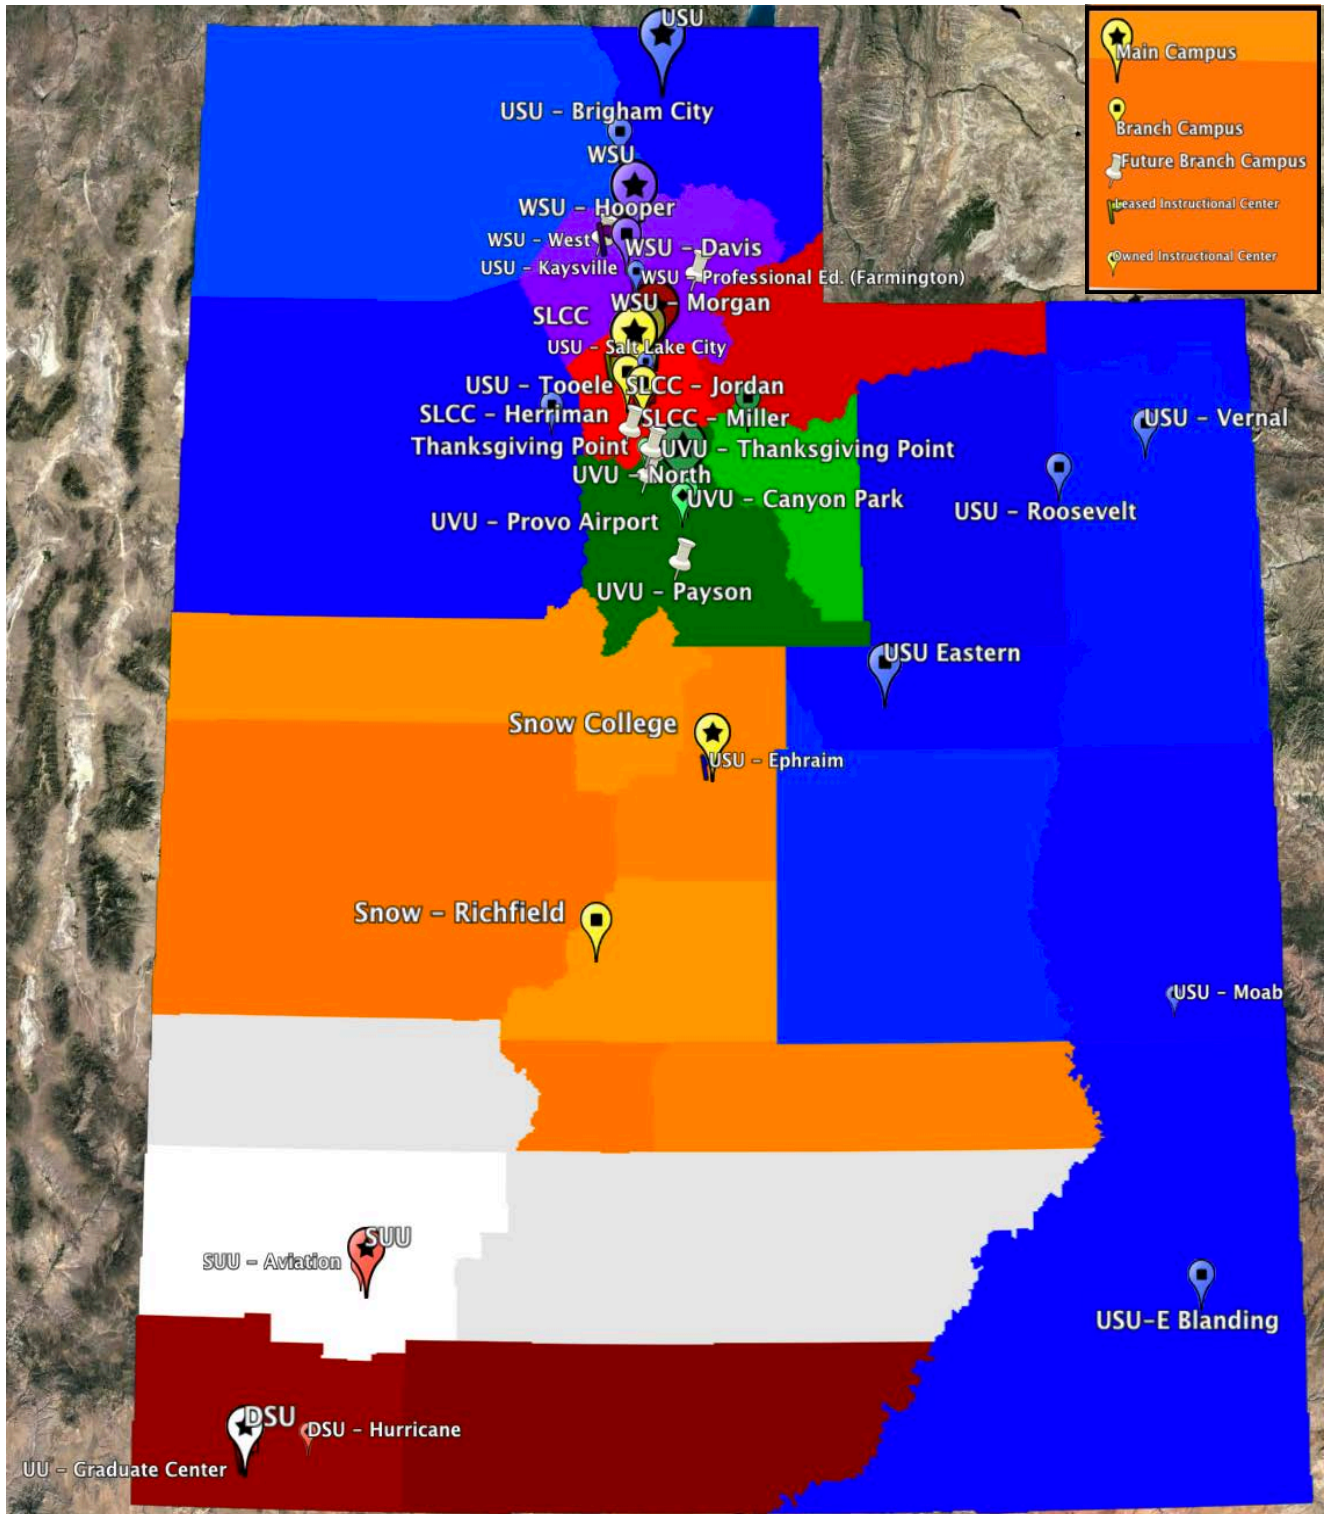 USU
Main Campus
Branch Campus
Future Branch Campus
Leased Instructional Center
Owned Instructional Center
USU – Brigham City
WSU
WSU – Hooper
WSU – West
WSU – Davis
USU – Kaysville
WSU – Professional Ed. (Farmington)
WSU – Morgan
SLCC
USU – Salt Lake City
USU – Tooele
SLCC – Jordan
SLCC – Herriman
SLCC – Miller
USU – Vernal
Thanksgiving Point
UVU – Thanksgiving Point
UVU – North
UVU – Canyon Park
USU – Roosevelt
UVU – Provo Airport
UVU – Payson
USU Eastern
Snow College
USU – Ephraim
Snow – Richfield
USU – Moab
SUU
SUU – Aviation
USU-E Blanding
DSU
DSU – Hurricane
UU – Graduate Center